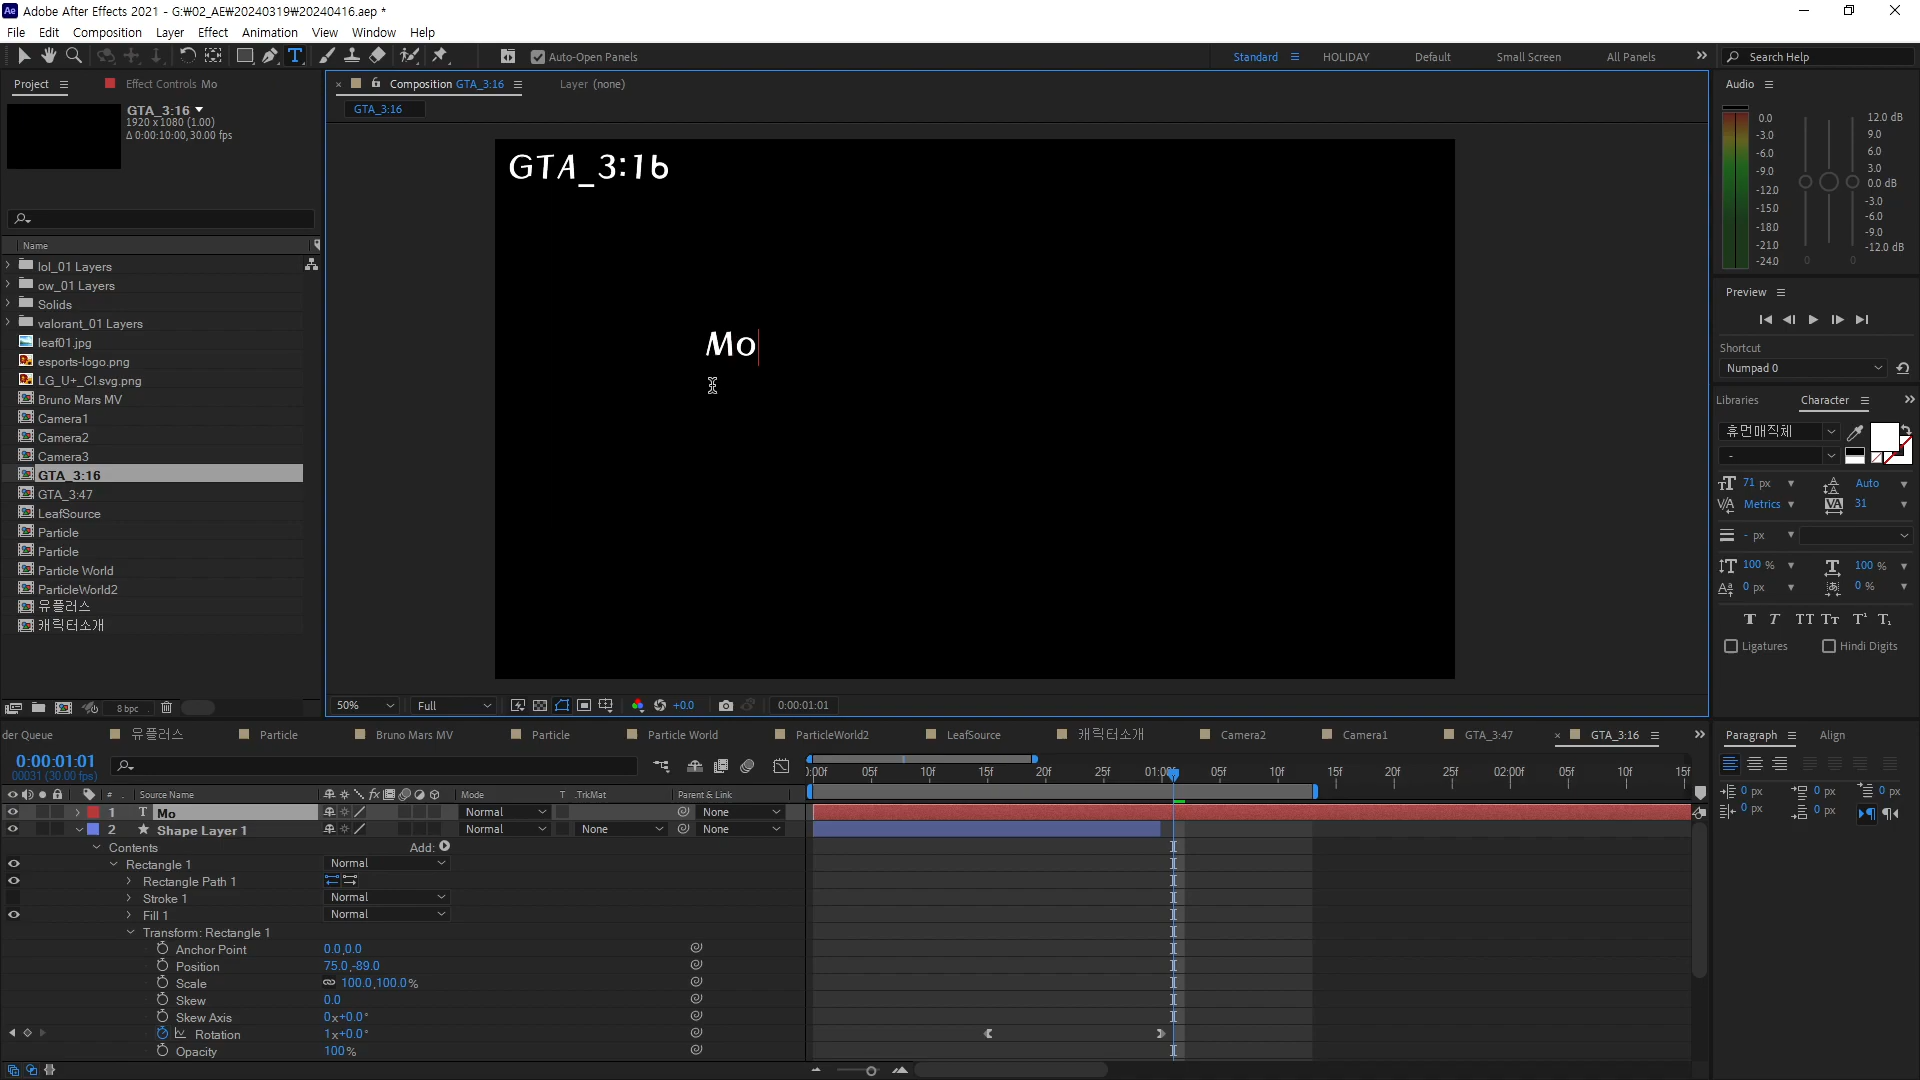 Adobe After Effects 2021 - G:₩02_AE₩20240319₩20240416.aep *
File Edit Composition Layer Effect Animation View Window Help
Auto-Open Panels
Standard HOLIDAY Default Small Screen All Panels Search Help
Project Effect Controls Mo
GTA_3:16
1920 x 1080 (1.00)
Δ 0:00:10:00, 30.00 fps
Name
lol_01 Layers
ow_01 Layers
Solids
valorant_01 Layers
leaf01.jpg
esports-logo.png
LG_U+_CI.svg.png
Bruno Mars MV
Camera1
Camera2
Camera3
GTA_3:16
GTA_3:47
LeafSource
Particle
Particle
Particle World
ParticleWorld2
유플러스
캐릭터소개
8 bpc
Composition GTA_3:16 Layer (none)
GTA_3:16
GTA_3:16
Mo
50% Full +0.0 0:00:01:01
Audio
0.0 12.0 dB
-3.0 9.0
-6.0 6.0
-9.0 3.0
-12.0 0.0 dB
-15.0 -3.0
-18.0 -6.0
-21.0 -9.0
-24.0 -12.0 dB
0 0
Preview
Shortcut
Numpad 0
Libraries Character
휴먼매직체
-
71 px Auto
Metrics 31
- px
100 % 100 %
0 px 0 %
T T TT Tt T¹ T₁
Ligatures Hindi Digits
der Queue 유플러스 Particle Bruno Mars MV Particle Particle World ParticleWorld2 LeafSource 캐릭터소개 Camera2 Camera1 GTA_3:47 GTA_3:16
0:00:01:01
00031 (30.00 fps)
:00f 05f 10f 15f 20f 25f 01:00f 05f 10f 15f 20f 25f 02:00f 05f 10f 15f
# Source Name Mode T .TrkMat Parent & Link
1 T Mo Normal None
2 Shape Layer 1 Normal None None
Contents Add:
Rectangle 1 Normal
Rectangle Path 1
Stroke 1 Normal
Fill 1 Normal
Transform: Rectangle 1
Anchor Point 0.0,0.0
Position 75.0,-89.0
Scale 100.0,100.0%
Skew 0.0
Skew Axis 0x+0.0°
Rotation 1x+0.0°
Opacity 100%
Paragraph Align
0 px 0 px 0 px
0 px 0 px